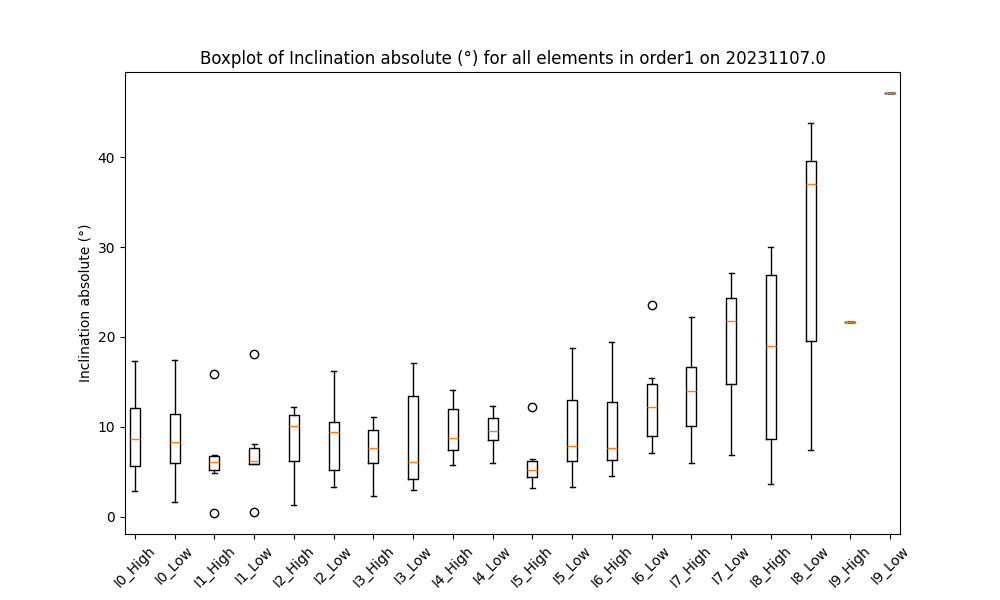 Boxplot of Inclination absolute (°) for all elements in order1 on 20231107.0
Inclination absolute (°)
40
30
20
10
0
I0_High
I0_Low
I1_High
I1_Low
I2_High
I2_Low
I3_High
I3_Low
I4_High
I4_Low
I5_High
I5_Low
I6_High
I6_Low
I7_High
I7_Low
I8_High
I8_Low
I9_High
I9_Low